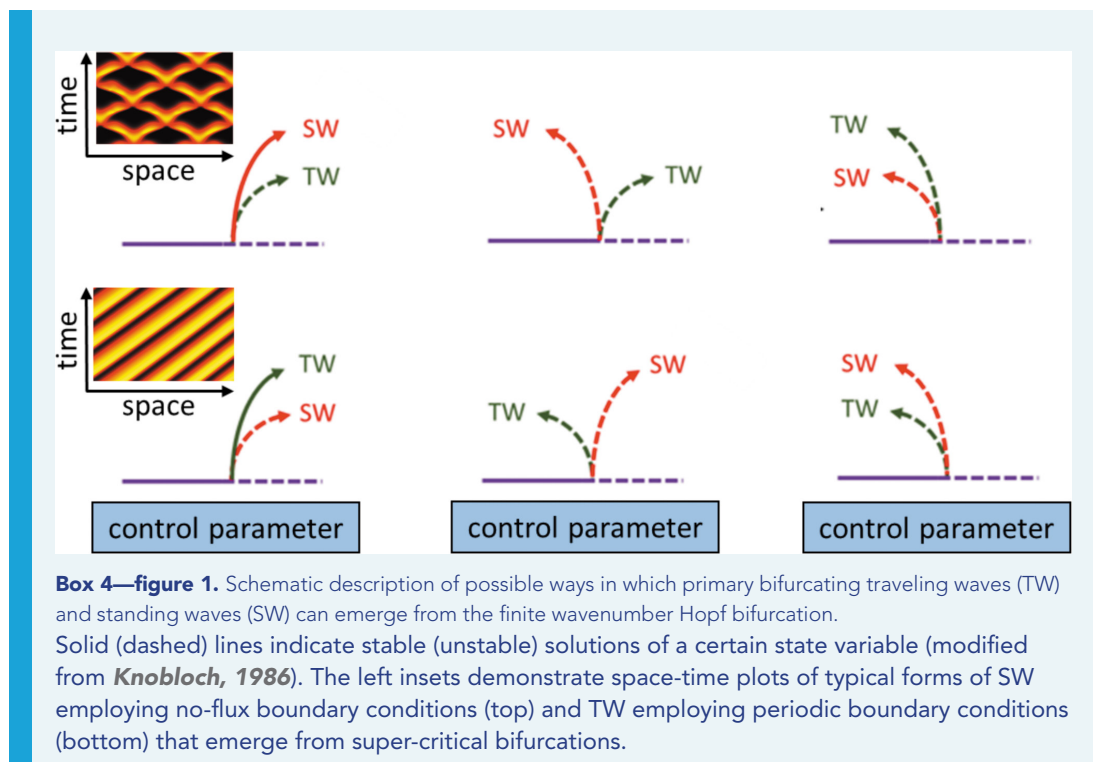 time
space
SW
TW
SW
TW
TW
SW
time
space
TW
SW
TW
SW
SW
TW
control parameter
control parameter
control parameter
Box 4—figure 1. Schematic description of possible ways in which primary bifurcating traveling waves (TW)
and standing waves (SW) can emerge from the finite wavenumber Hopf bifurcation.
Solid (dashed) lines indicate stable (unstable) solutions of a certain state variable (modified
from Knobloch, 1986). The left insets demonstrate space-time plots of typical forms of SW
employing no-flux boundary conditions (top) and TW employing periodic boundary conditions
(bottom) that emerge from super-critical bifurcations.